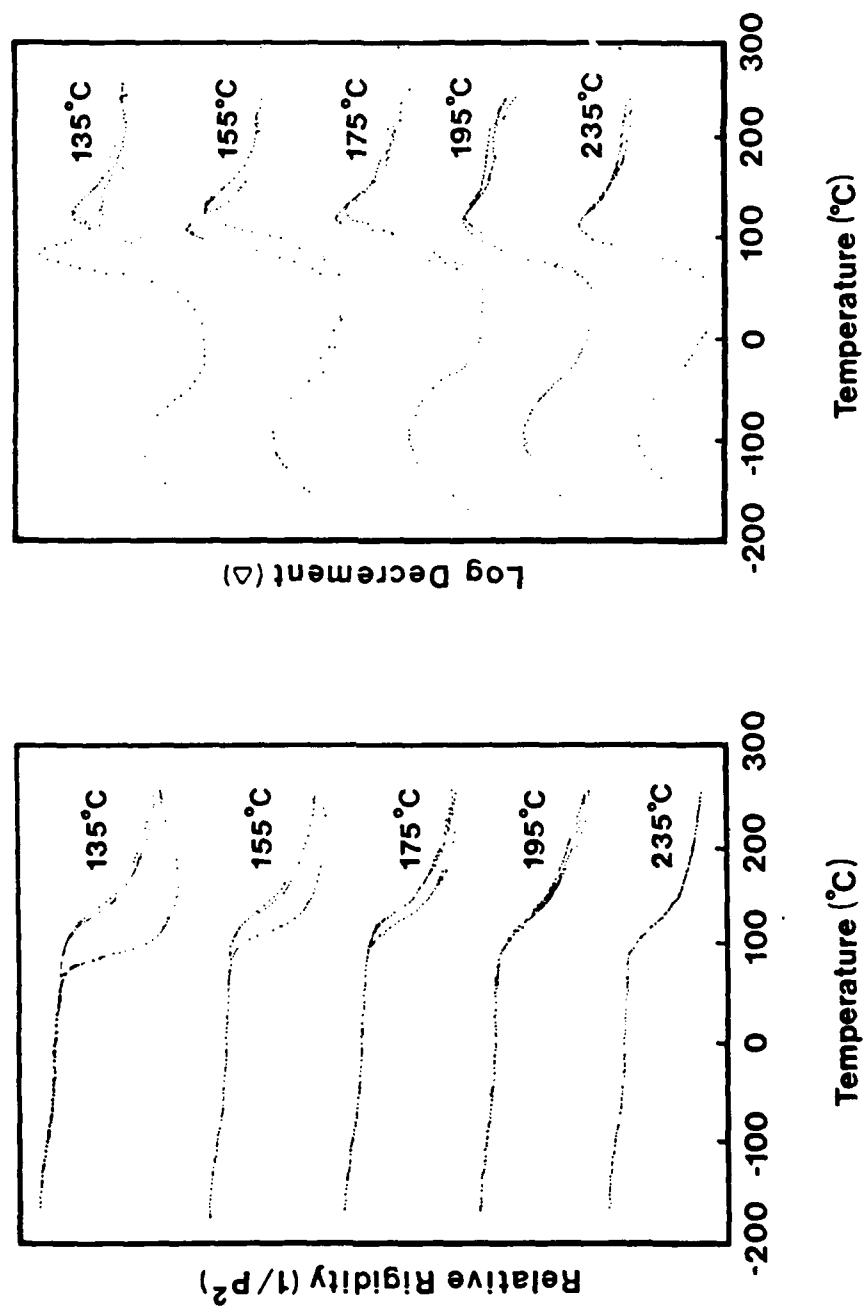 Relative Rigidity (1/P²)
135°C
155°C
175°C
195°C
235°C
-200 -100 0 100 200 300
Temperature (°C)
Log Decrement (Δ)
135°C
155°C
175°C
195°C
235°C
-200 -100 0 100 200 300
Temperature (°C)